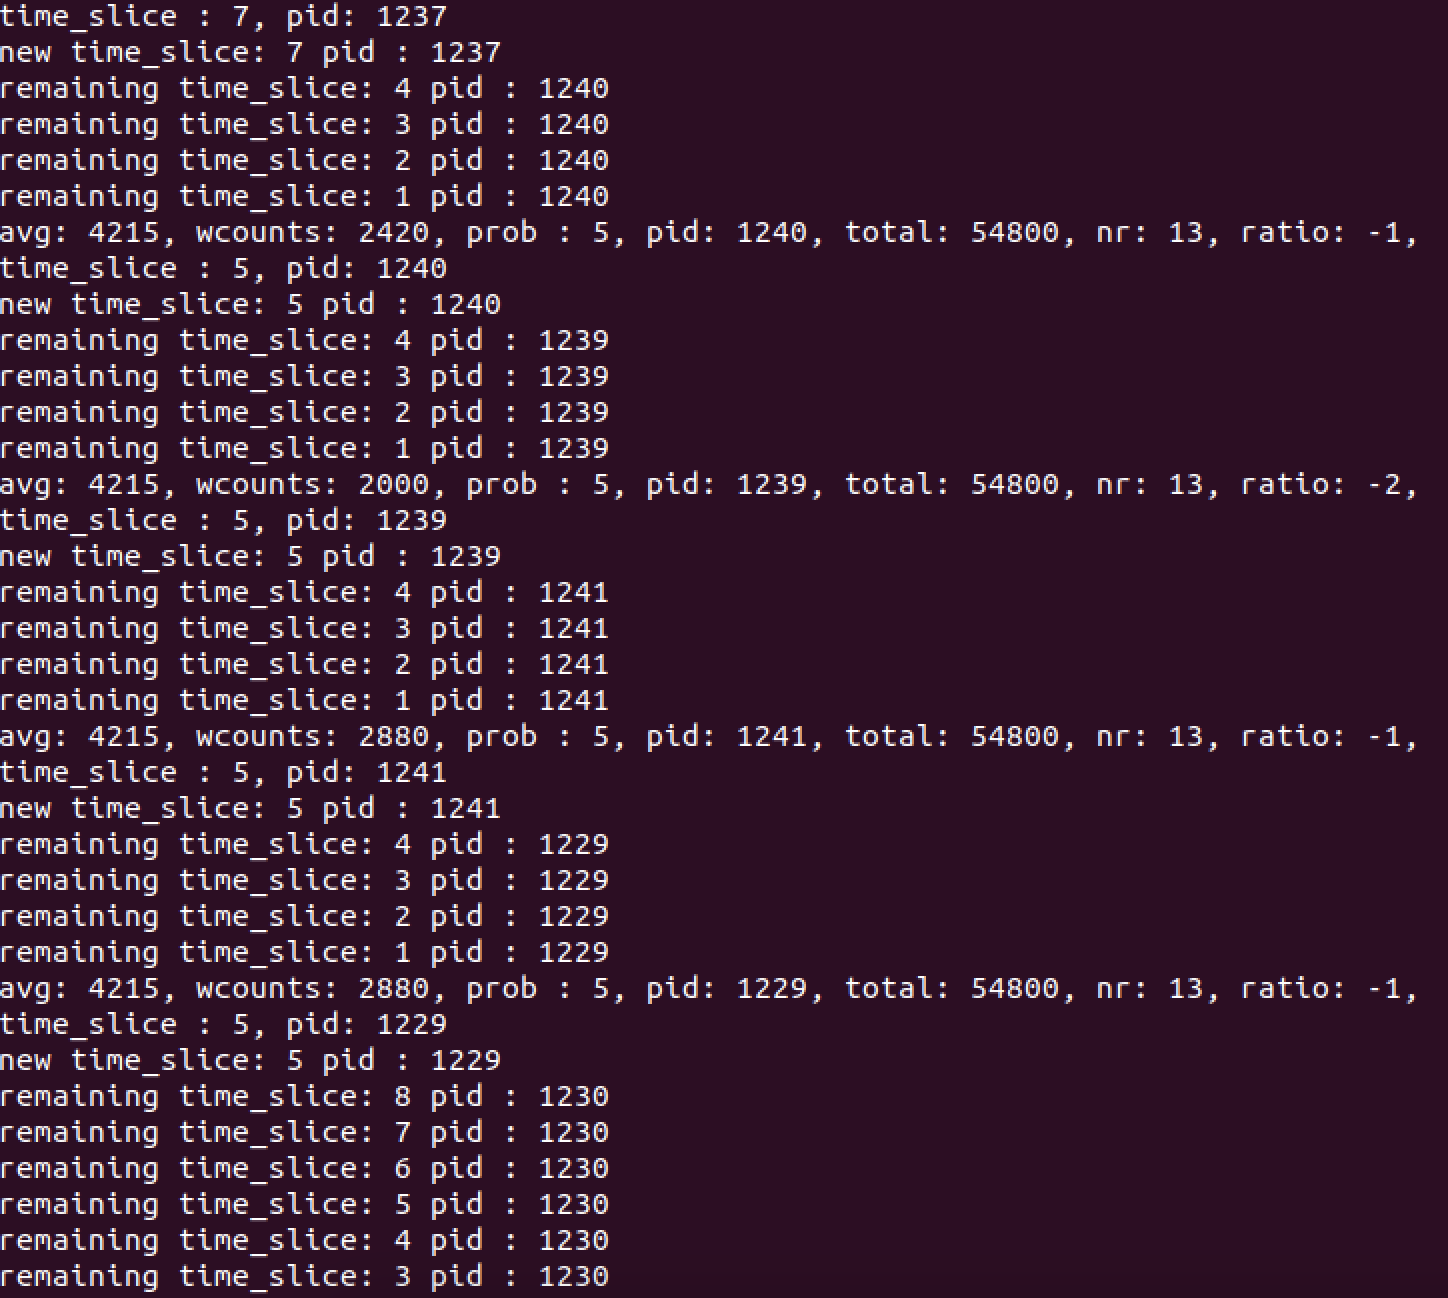 time_slice : 7, pid: 1237
new time_slice: 7 pid : 1237
remaining time_slice: 4 pid : 1240
remaining time_slice: 3 pid : 1240
remaining time_slice: 2 pid : 1240
remaining time_slice: 1 pid : 1240
avg: 4215, wcounts: 2420, prob : 5, pid: 1240, total: 54800, nr: 13, ratio: -1,
time_slice : 5, pid: 1240
new time_slice: 5 pid : 1240
remaining time_slice: 4 pid : 1239
remaining time_slice: 3 pid : 1239
remaining time_slice: 2 pid : 1239
remaining time_slice: 1 pid : 1239
avg: 4215, wcounts: 2000, prob : 5, pid: 1239, total: 54800, nr: 13, ratio: -2,
time_slice : 5, pid: 1239
new time_slice: 5 pid : 1239
remaining time_slice: 4 pid : 1241
remaining time_slice: 3 pid : 1241
remaining time_slice: 2 pid : 1241
remaining time_slice: 1 pid : 1241
avg: 4215, wcounts: 2880, prob : 5, pid: 1241, total: 54800, nr: 13, ratio: -1,
time_slice : 5, pid: 1241
new time_slice: 5 pid : 1241
remaining time_slice: 4 pid : 1229
remaining time_slice: 3 pid : 1229
remaining time_slice: 2 pid : 1229
remaining time_slice: 1 pid : 1229
avg: 4215, wcounts: 2880, prob : 5, pid: 1229, total: 54800, nr: 13, ratio: -1,
time_slice : 5, pid: 1229
new time_slice: 5 pid : 1229
remaining time_slice: 8 pid : 1230
remaining time_slice: 7 pid : 1230
remaining time_slice: 6 pid : 1230
remaining time_slice: 5 pid : 1230
remaining time_slice: 4 pid : 1230
remaining time_slice: 3 pid : 1230